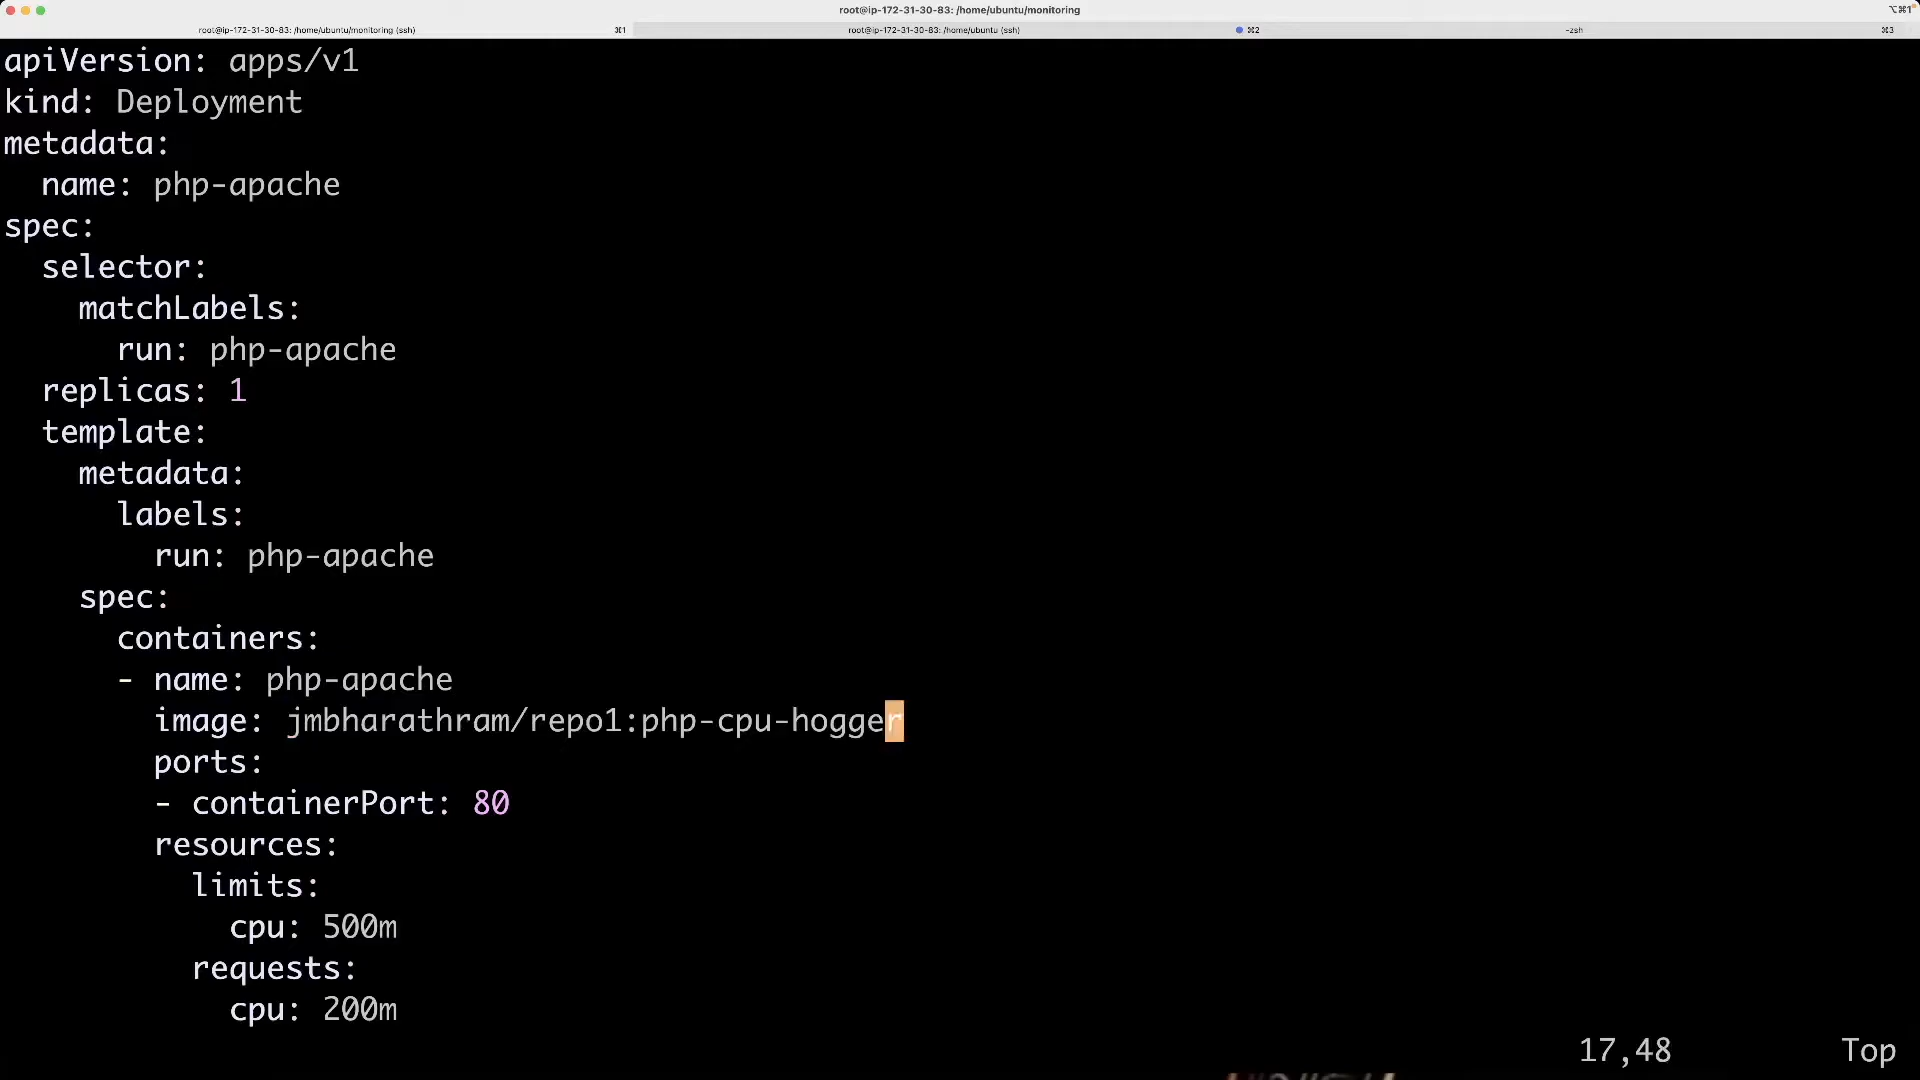 root@ip-172-31-30-83: /home/ubuntu/monitoring
⌥⌘1
root@ip-172-31-30-83: /home/ubuntu/monitoring (ssh) ⌘1 root@ip-172-31-30-83: /home/ubuntu (ssh) ⌘2 -zsh ⌘3
apiVersion: apps/v1
kind: Deployment
metadata:
  name: php-apache
spec:
  selector:
    matchLabels:
      run: php-apache
  replicas: 1
  template:
    metadata:
      labels:
        run: php-apache
    spec:
      containers:
      - name: php-apache
        image: jmbharathram/repo1:php-cpu-hogger
        ports:
        - containerPort: 80
        resources:
          limits:
            cpu: 500m
          requests:
            cpu: 200m
17,48 Top